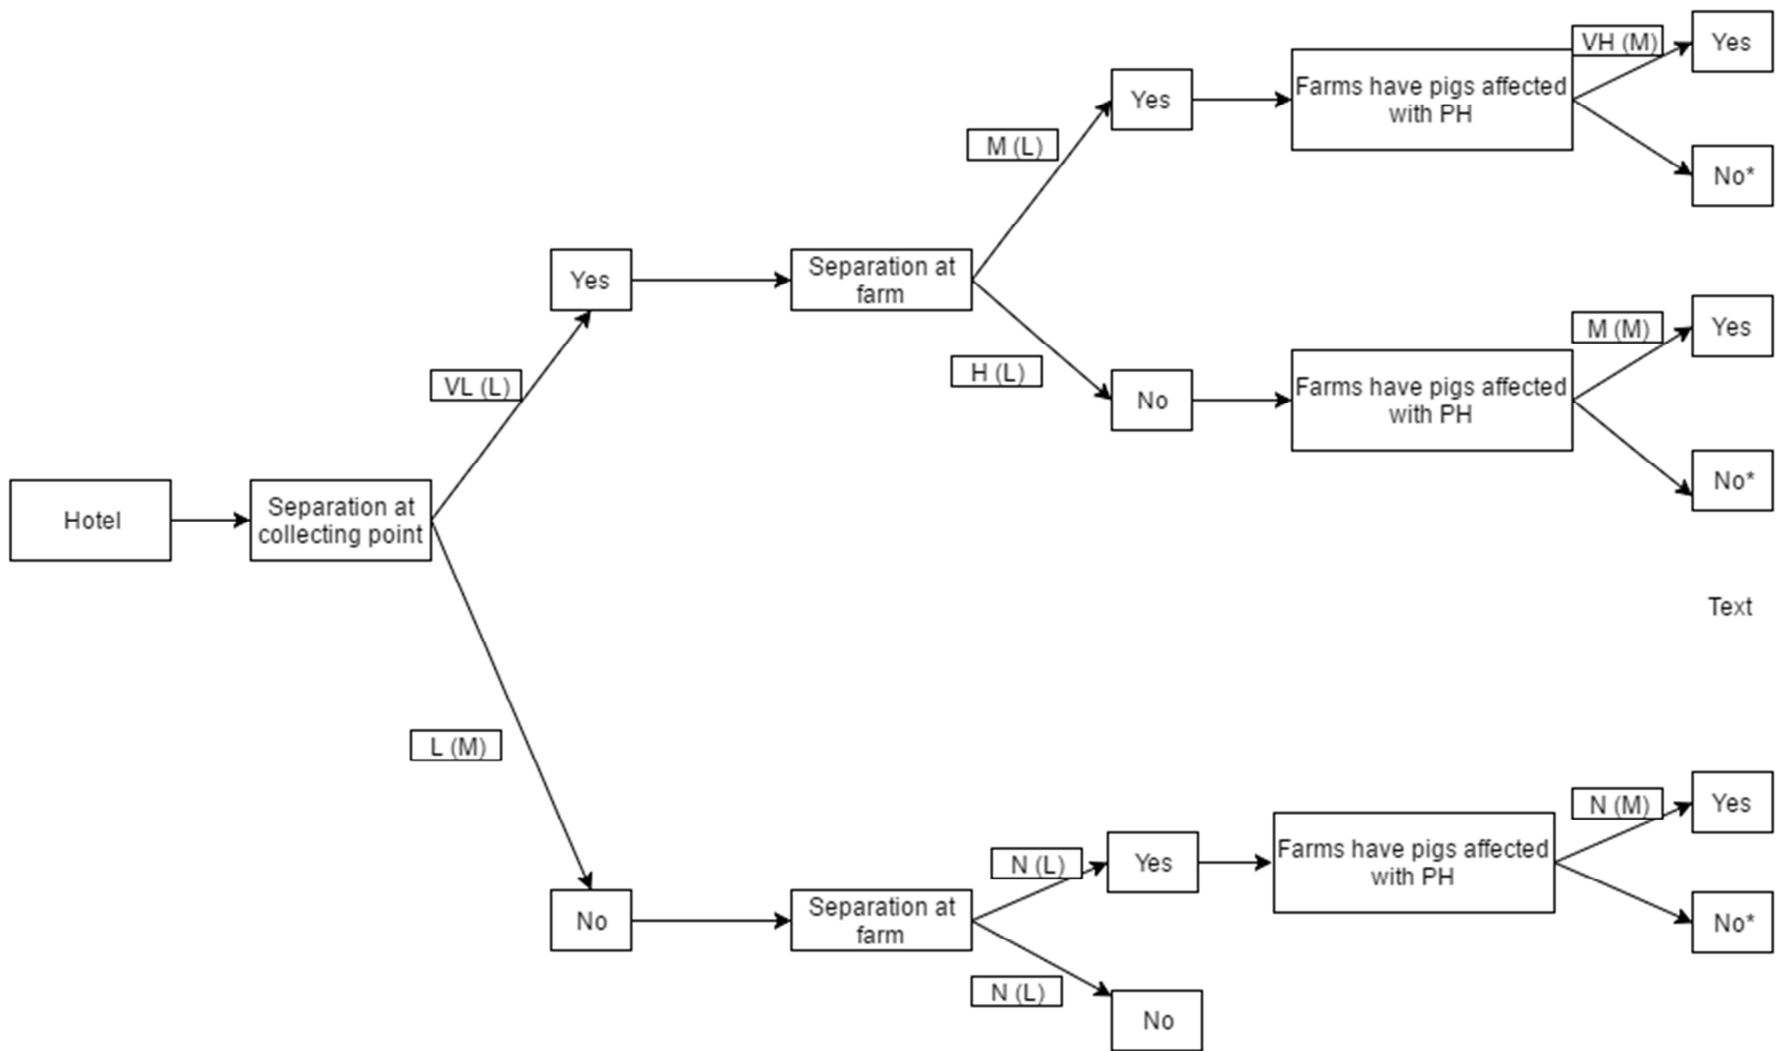 Hotel
Separation at
collecting point
VL (L)
L (M)
Yes
Separation at
farm
M (L)
H (L)
Yes
Farms have pigs affected
with PH
VH (M)
Yes
No*
No
Farms have pigs affected
with PH
M (M)
Yes
No*
Text
No
Separation at
farm
N (L)
N (L)
Yes
Farms have pigs affected
with PH
N (M)
Yes
No*
No